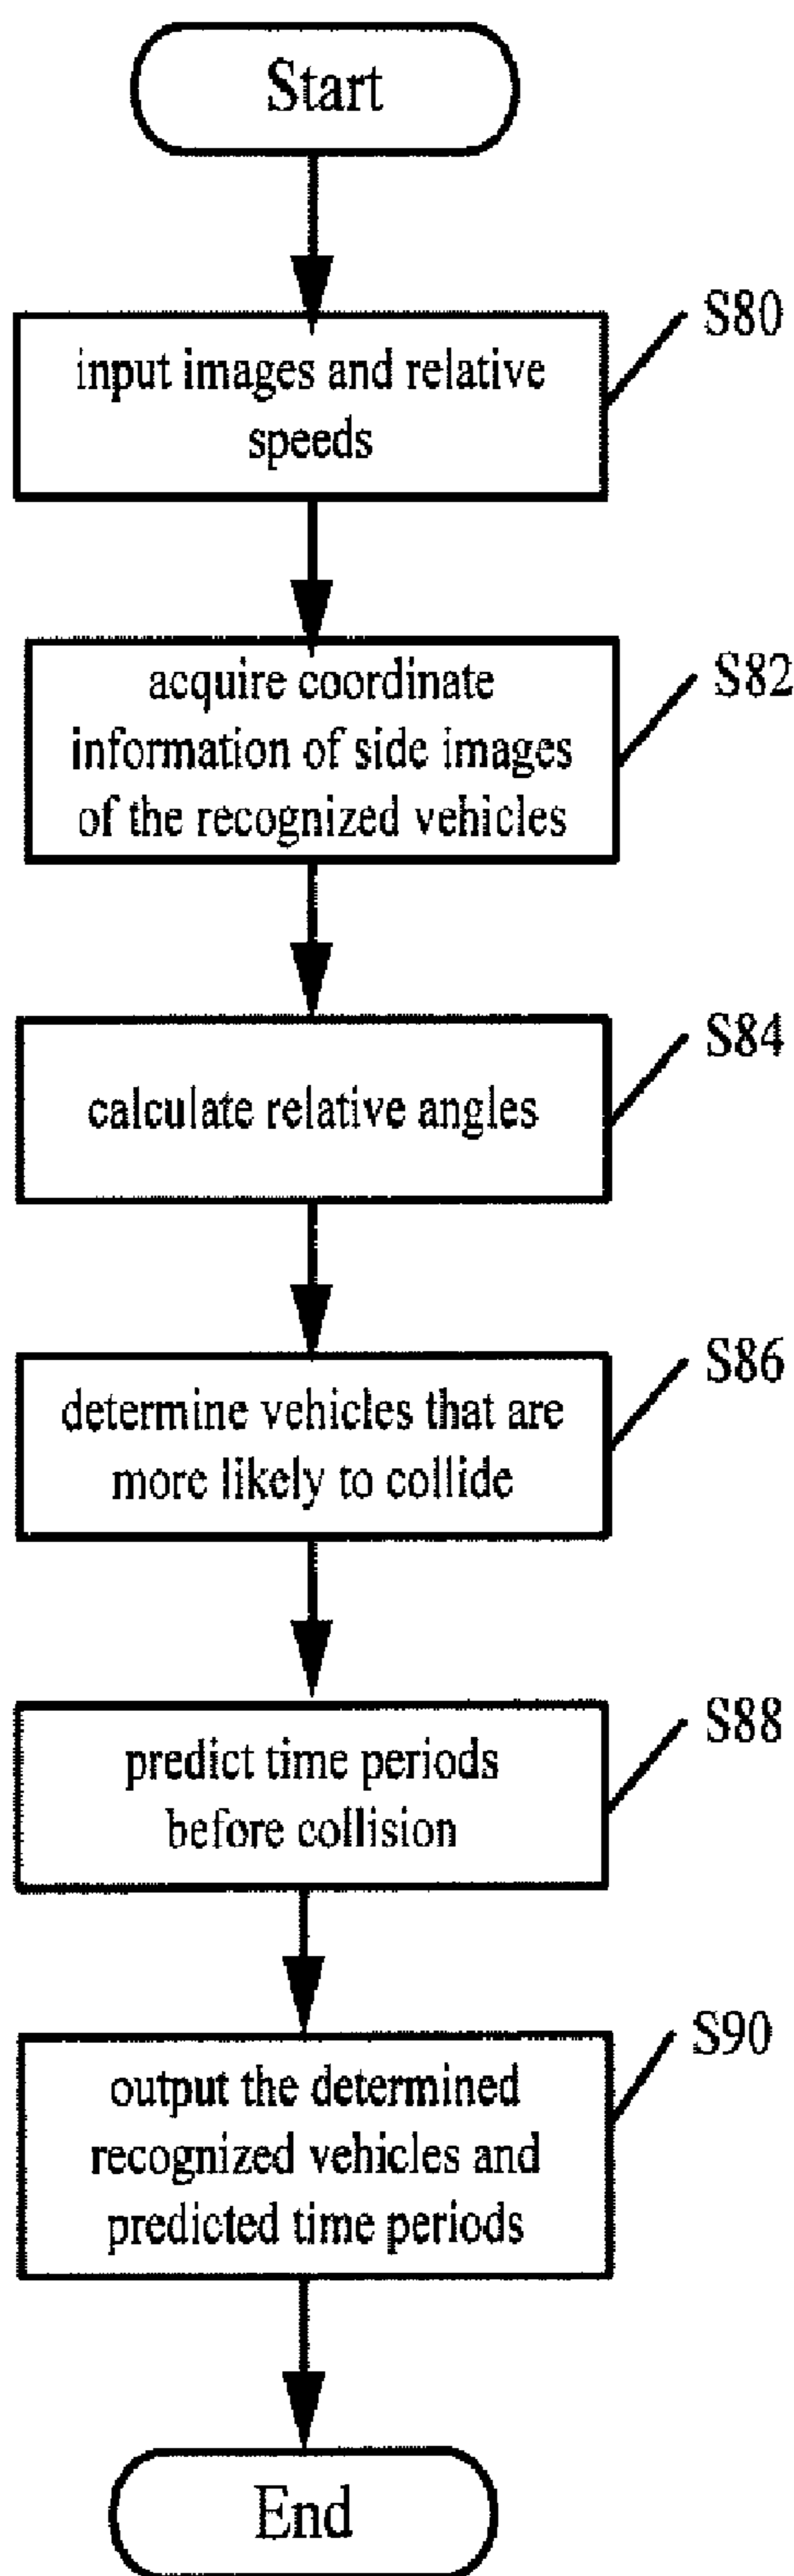 Start
S80
input images and relative
speeds
S82
acquire coordinate
information of side images
of the recognized vehicles
S84
calculate relative angles
S86
determine vehicles that are
more likely to collide
S88
predict time periods
before collision
S90
output the determined
recognized vehicles and
predicted time periods
End